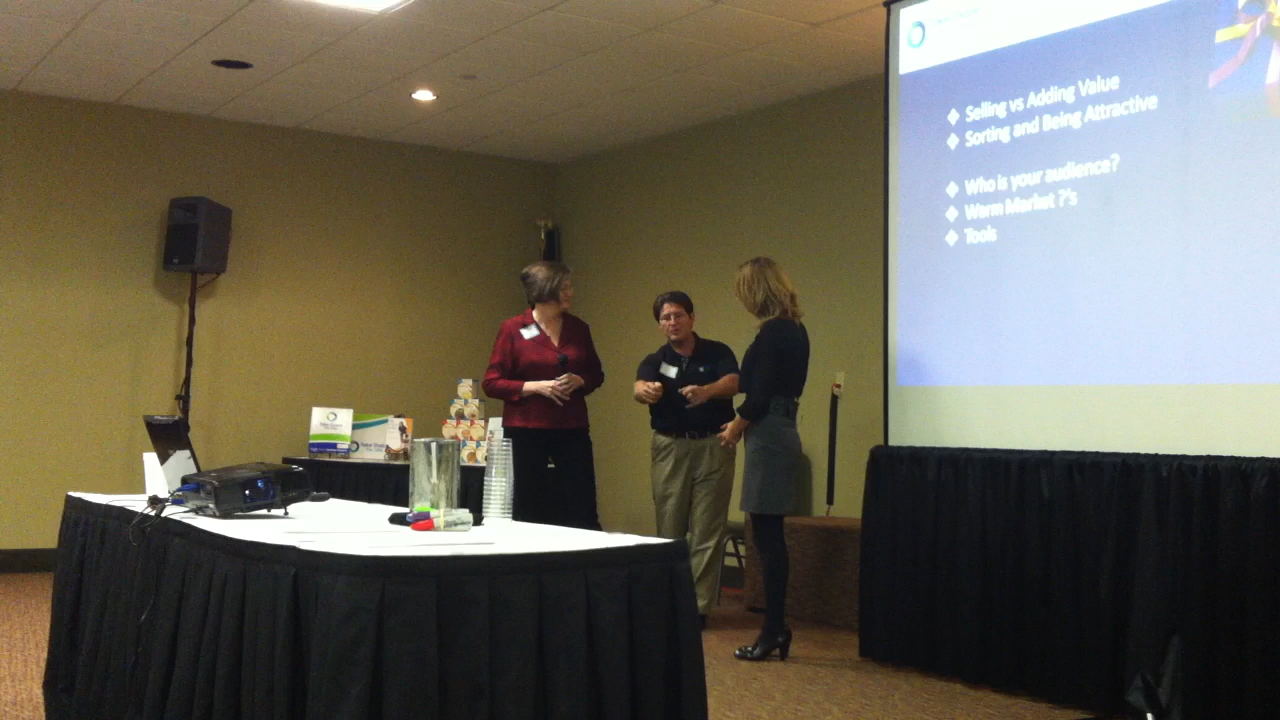 Selling vs Adding Value
Sorting and Being Attractive
Who is your audience?
Warm Market ?'s
Tools